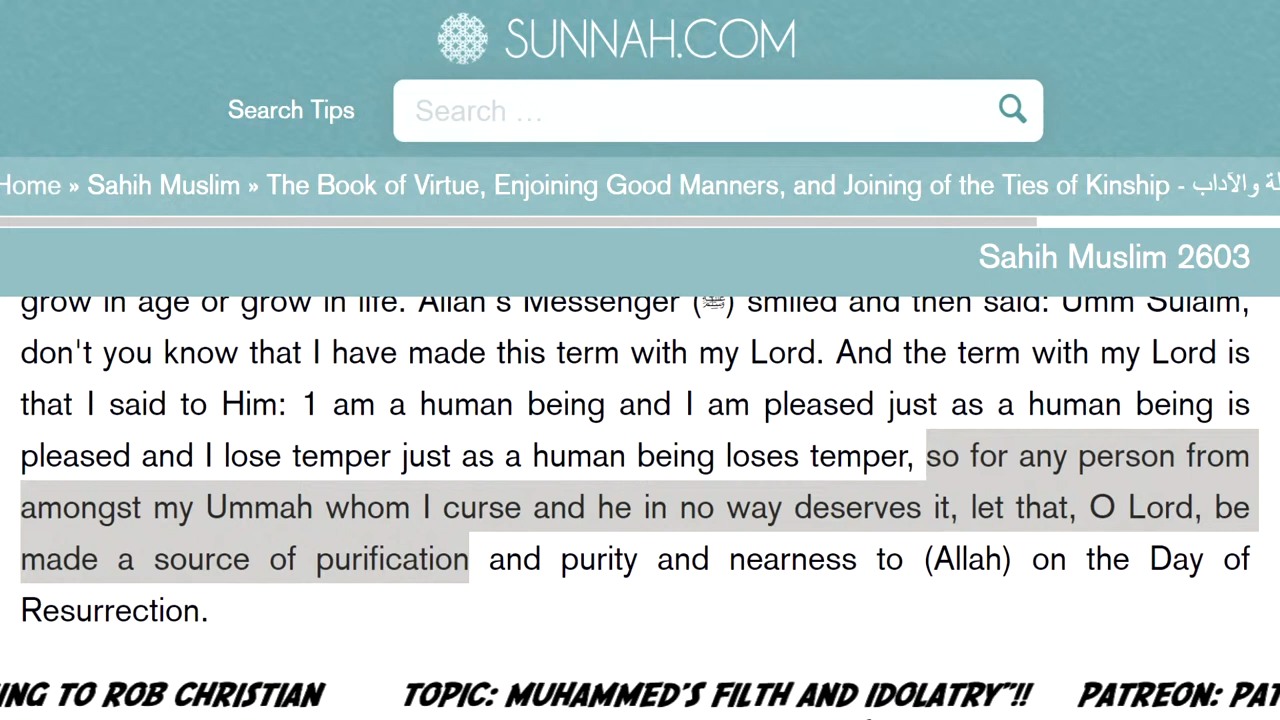 SUNNAH.COM
Search Tips
Search …
Home » Sahih Muslim » The Book of Virtue, Enjoining Good Manners, and Joining of the Ties of Kinship - والآداب
Sahih Muslim 2603
grow in age or grow in life. Allah's Messenger (ﷺ) smiled and then said: Umm Sulaim,
don't you know that I have made this term with my Lord. And the term with my Lord is
that I said to Him: 1 am a human being and I am pleased just as a human being is
pleased and I lose temper just as a human being loses temper, so for any person from
amongst my Ummah whom I curse and he in no way deserves it, let that, O Lord, be
made a source of purification and purity and nearness to (Allah) on the Day of
Resurrection.
ING TO ROB CHRISTIAN TOPIC: MUHAMMED'S FILTH AND IDOLATRY"!! PATREON: PAT